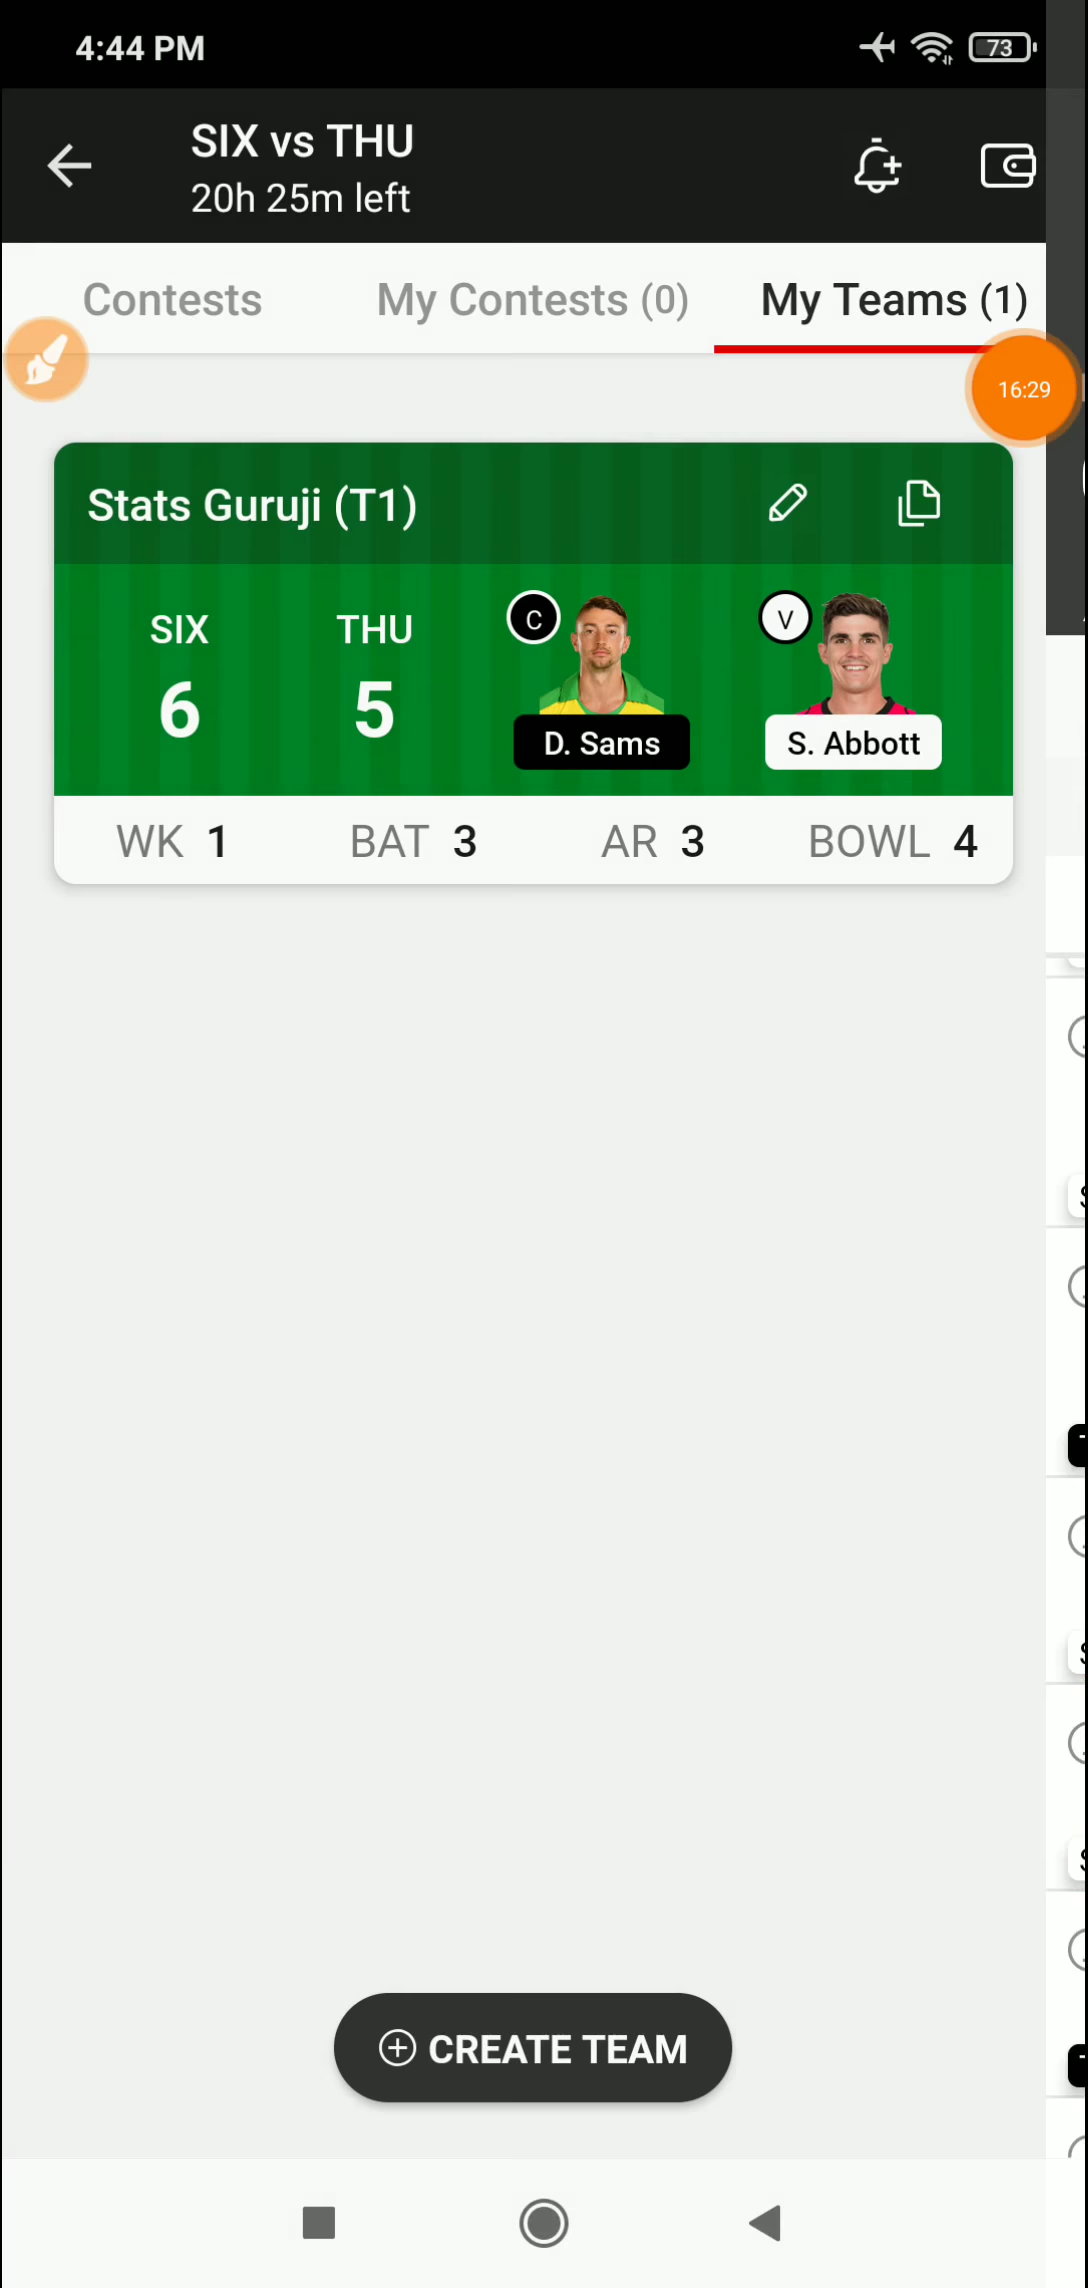 4:44 PM
73
SIX vs THU
20h 25m left
Contests
My Contests (0)
My Teams (1)
16:29
Stats Guruji (T1)
SIX
THU
C
V
6
5
D. Sams
S. Abbott
WK 1
BAT 3
AR 3
BOWL 4
CREATE TEAM